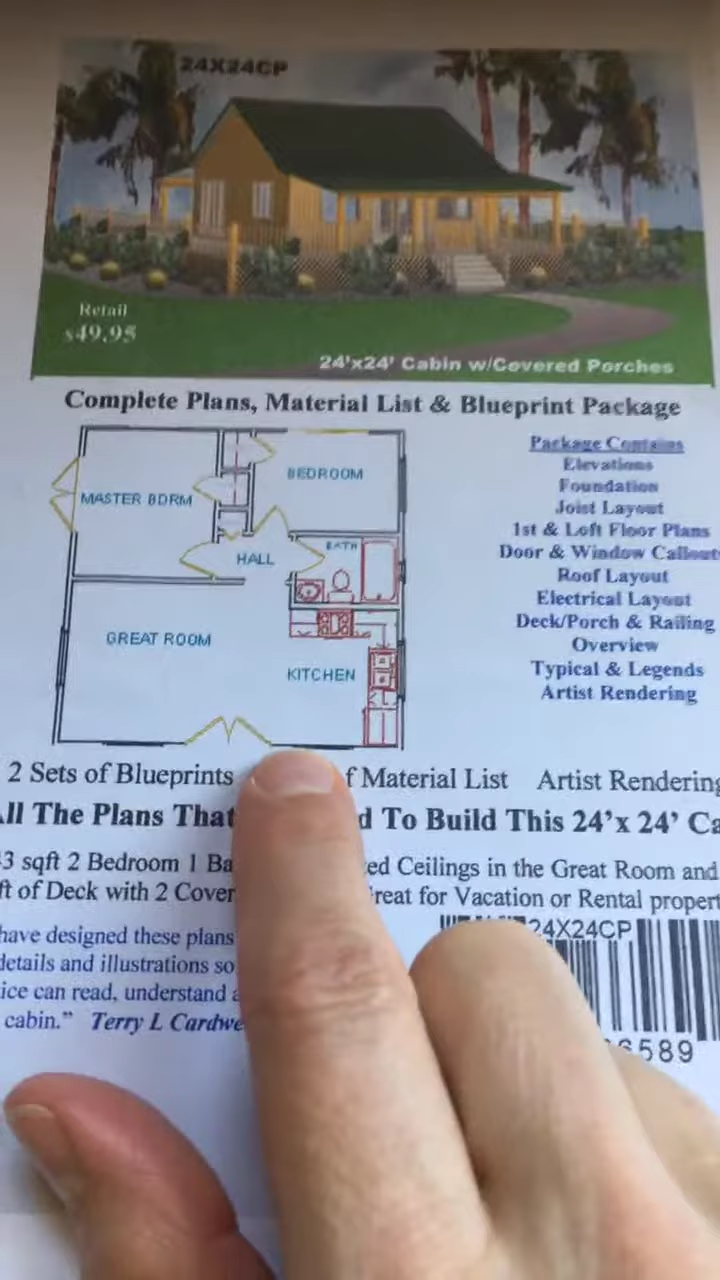 24X24CP
Retail
$49.95
24'x24' Cabin w/Covered Porches
Complete Plans, Material List & Blueprint Package
Package Contains
Elevations
Foundation
Joist Layout
1st & Loft Floor Plans
Door & Window Callouts
Roof Layout
Electrical Layout
Deck/Porch & Railing
Overview
Typical & Legends
Artist Rendering
BEDROOM
MASTER BDRM
BATH
HALL
GREAT ROOM
KITCHEN
2 Sets of Blueprints f Material List Artist Rendering
All The Plans That d To Build This 24'x 24' Ca
3 sqft 2 Bedroom 1 Ba ed Ceilings in the Great Room and
ft of Deck with 2 Cover reat for Vacation or Rental propert
have designed these plans
details and illustrations so
ice can read, understand a
cabin." Terry L Cardwe
24X24CP
6589